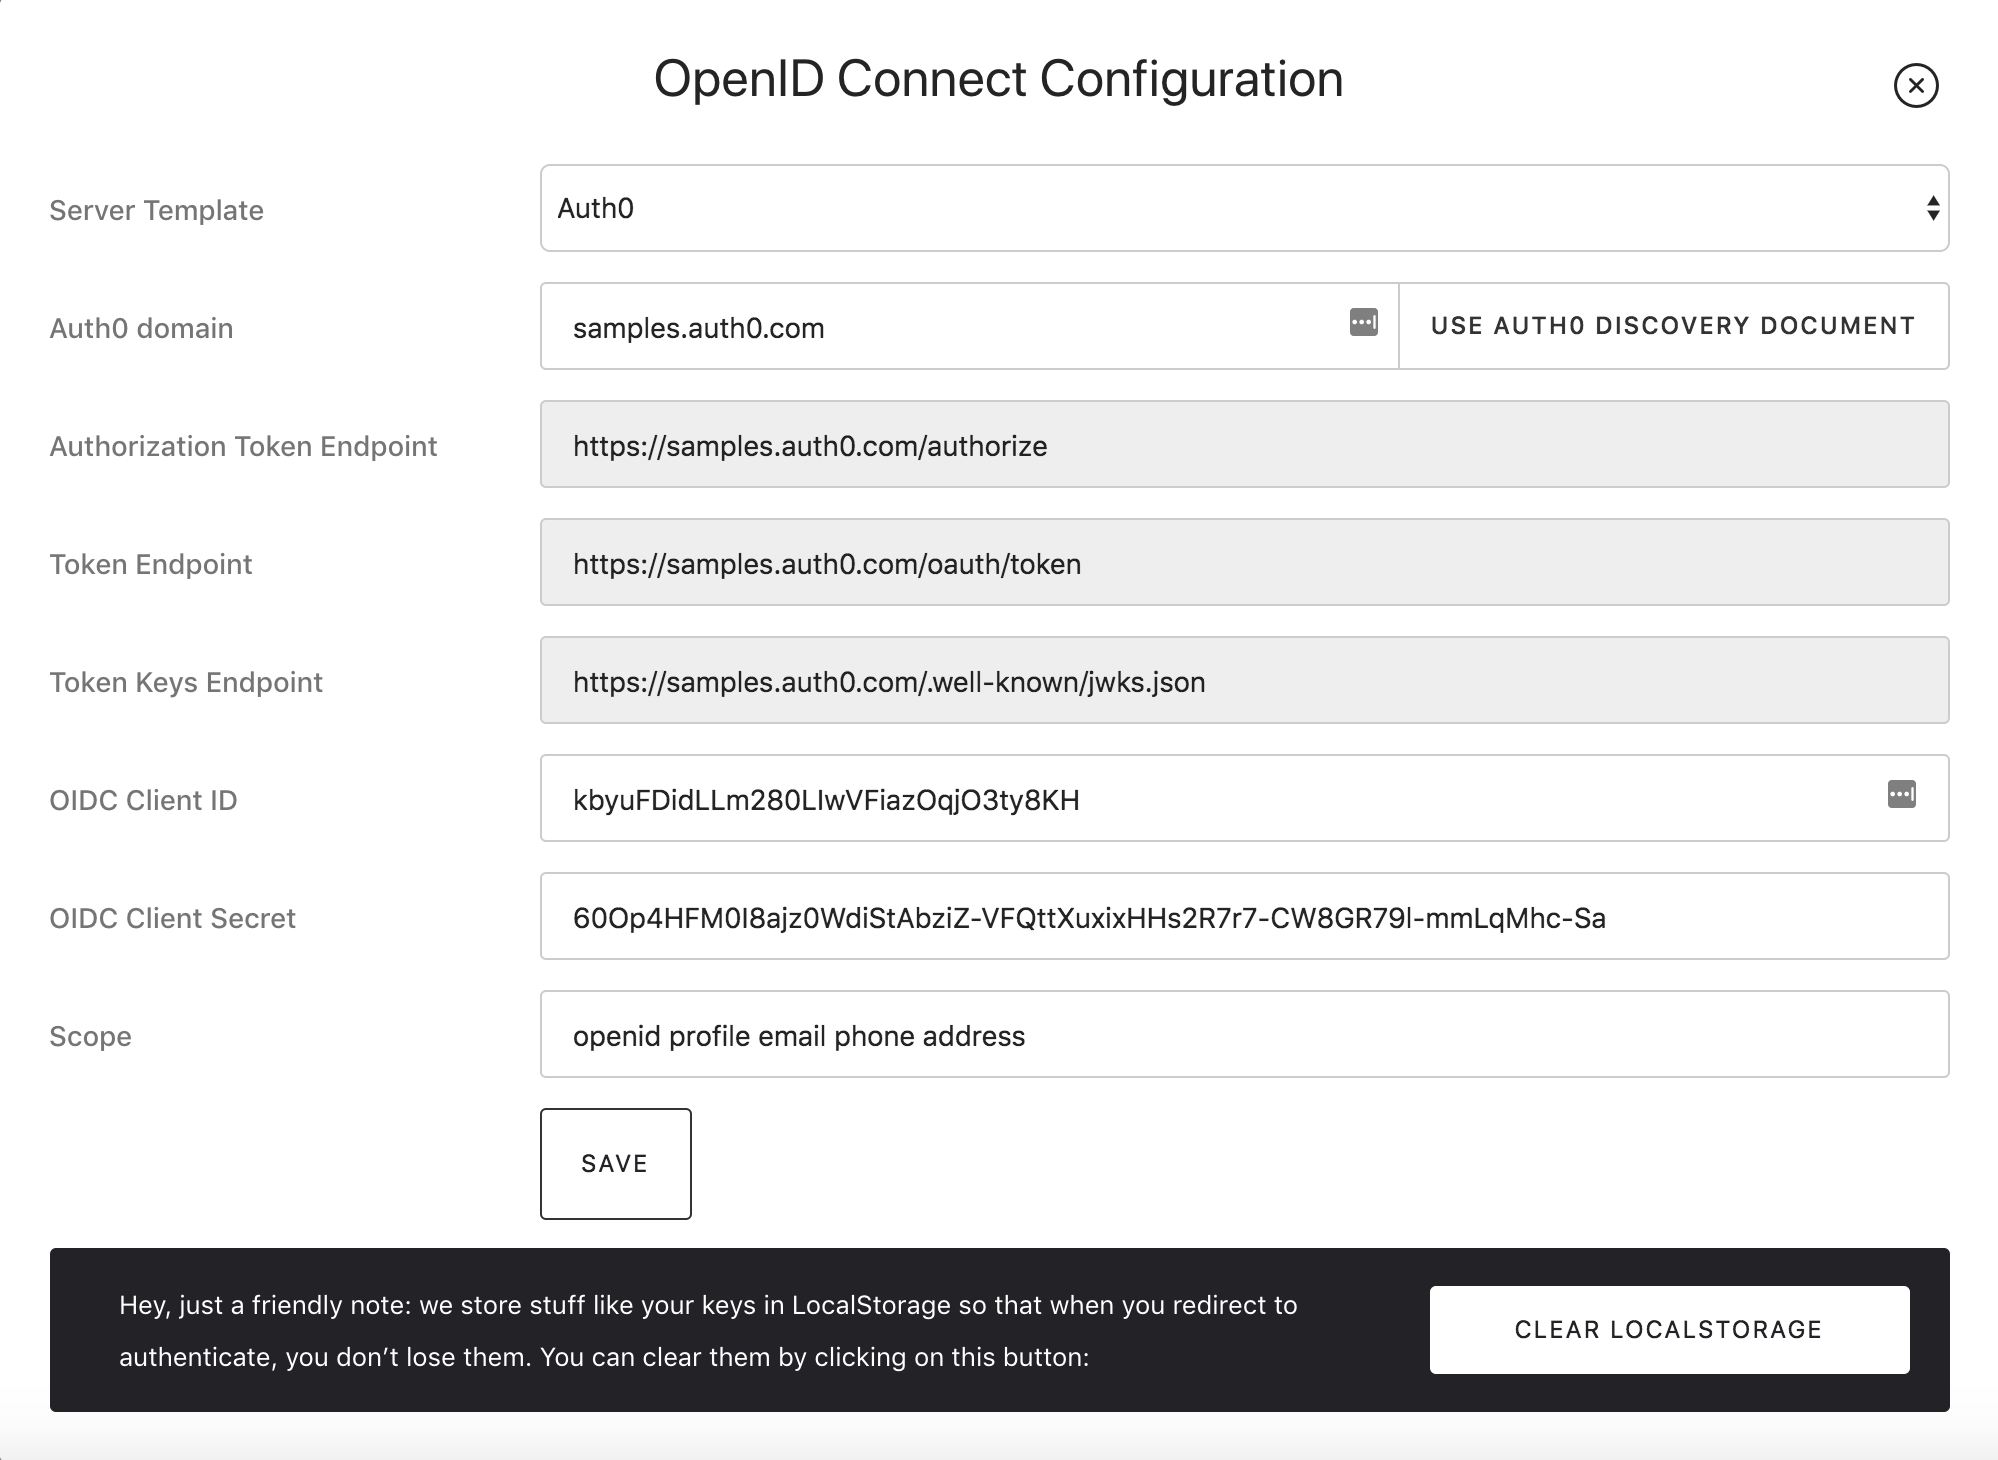 OpenID Connect Configuration
Server Template
Auth0
Auth0 domain
samples.auth0.com
USE AUTH0 DISCOVERY DOCUMENT
Authorization Token Endpoint
https://samples.auth0.com/authorize
Token Endpoint
https://samples.auth0.com/oauth/token
Token Keys Endpoint
https://samples.auth0.com/.well-known/jwks.json
OIDC Client ID
kbyuFDidLLm280LIwVFiazOqjO3ty8KH
OIDC Client Secret
60Op4HFM0I8ajz0WdiStAbziZ-VFQttXuxixHHs2R7r7-CW8GR79l-mmLqMhc-Sa
Scope
openid profile email phone address
SAVE
Hey, just a friendly note: we store stuff like your keys in LocalStorage so that when you redirect to
authenticate, you don’t lose them. You can clear them by clicking on this button:
CLEAR LOCALSTORAGE